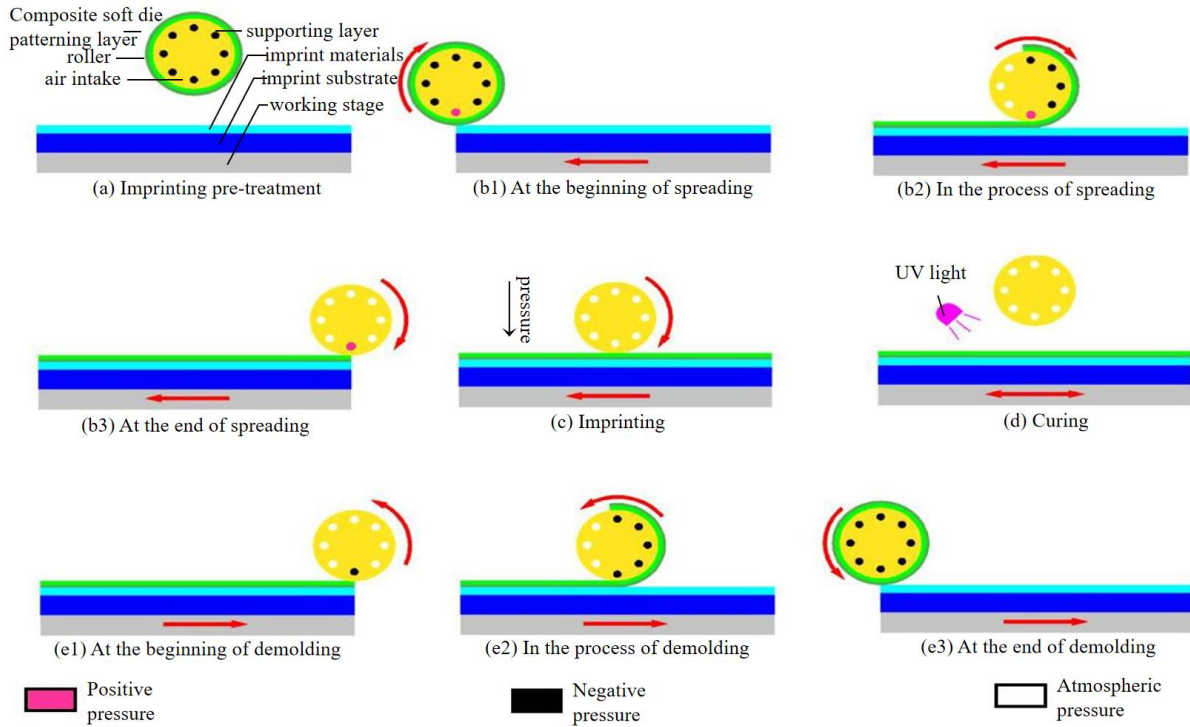 Composite soft die
patterning layer
supporting layer
roller
imprint materials
air intake
imprint substrate
working stage
(a) Imprinting pre-treatment
(b1) At the beginning of spreading
(b2) In the process of spreading
pressure
UV light
(b3) At the end of spreading
(c) Imprinting
(d) Curing
(e1) At the beginning of demolding
(e2) In the process of demolding
(e3) At the end of demolding
Positive
pressure
Negative
pressure
Atmospheric
pressure